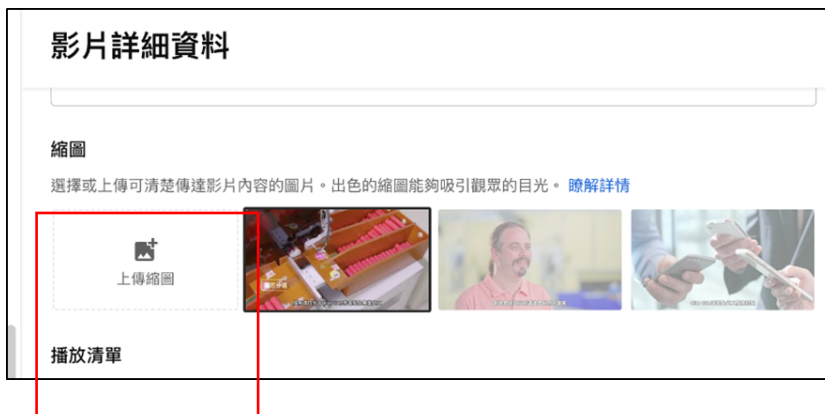 影片詳細資料
縮圖
選擇或上傳可清楚傳達影片內容的圖片。出色的縮圖能夠吸引觀眾的目光。 瞭解詳情
上傳縮圖
播放清單